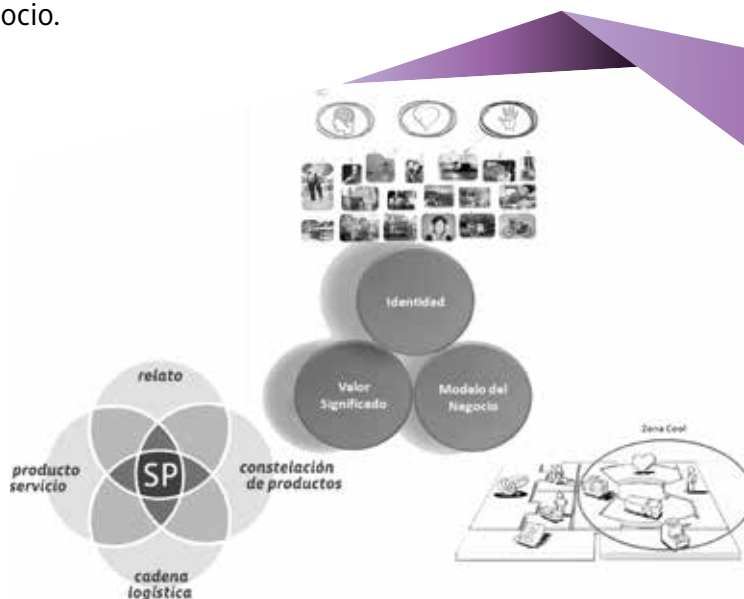 ocio.
Identidad
Valor
Significado
Modelo del
Negocio
relato
producto
servicio
SP
constelación
de productos
cadena
logística
Zona Cool